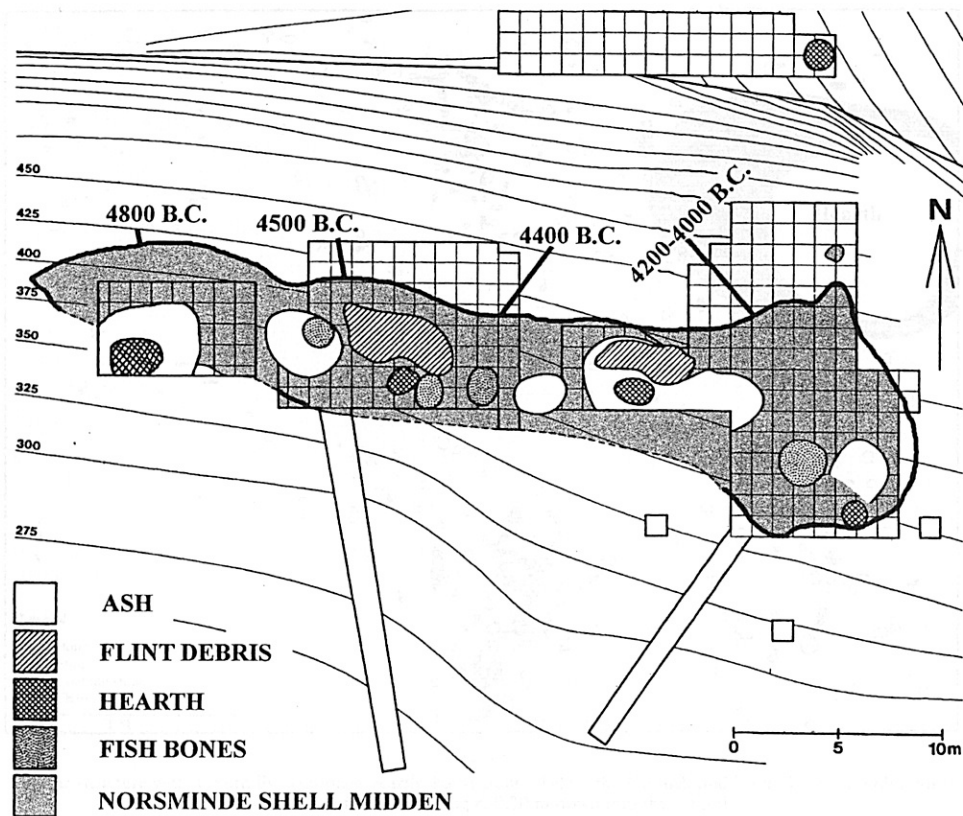 450
425
400
375
350
325
300
275
4800 B.C.
4500 B.C.
4400 B.C.
4200-4000 B.C.
N
ASH
FLINT DEBRIS
HEARTH
FISH BONES
NORSMINDE SHELL MIDDEN
0 5 10m